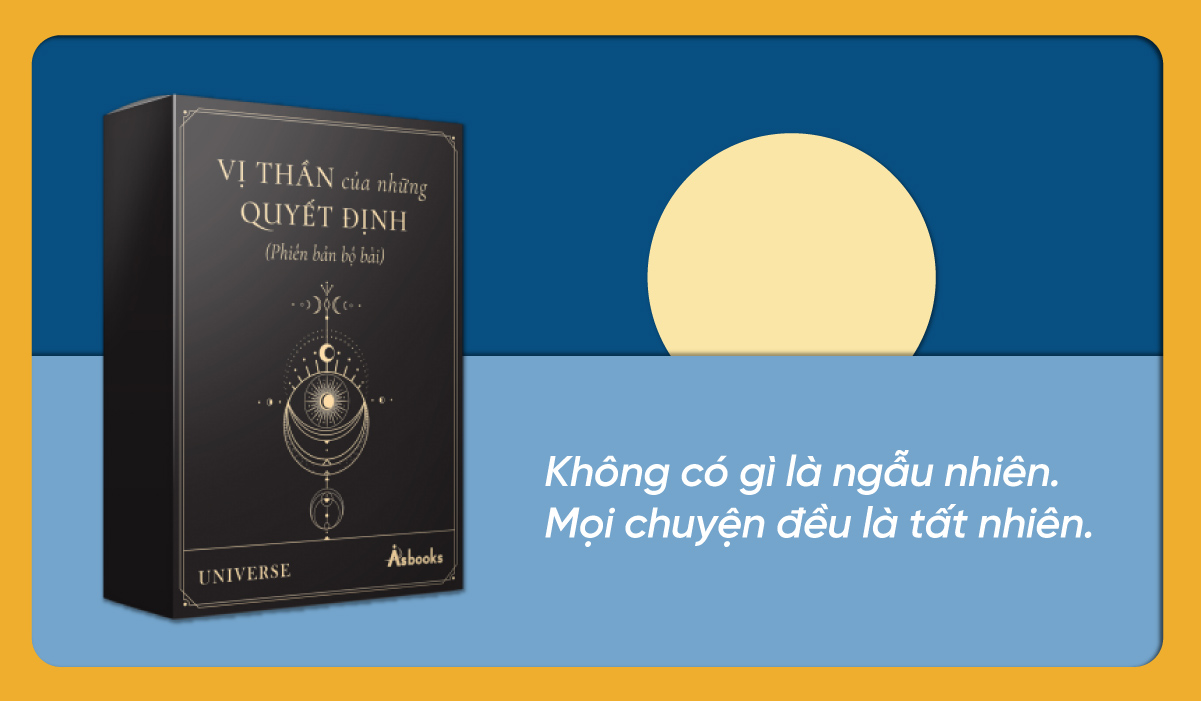 VỊ THẦN của những
QUYẾT ĐỊNH
(Phiên bản bộ bài)
UNIVERSE
Asbooks
Không có gì là ngẫu nhiên.
Mọi chuyện đều là tất nhiên.